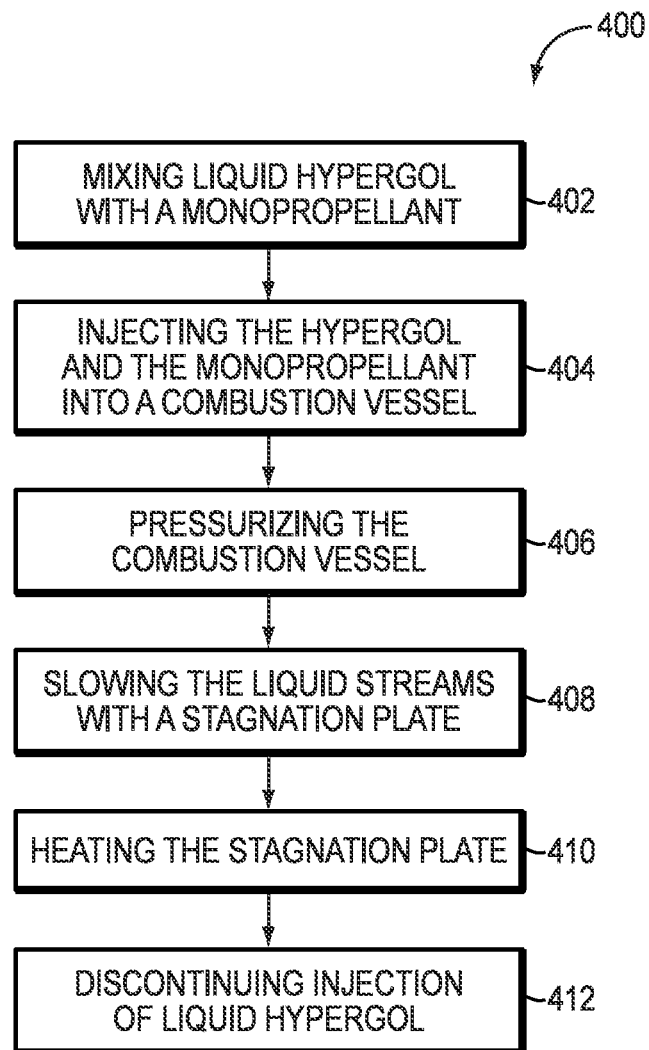 400
MIXING LIQUID HYPERGOL
WITH A MONOPROPELLANT
402
INJECTING THE HYPERGOL
AND THE MONOPROPELLANT
INTO A COMBUSTION VESSEL
404
PRESSURIZING THE
COMBUSTION VESSEL
406
SLOWING THE LIQUID STREAMS
WITH A STAGNATION PLATE
408
HEATING THE STAGNATION PLATE
410
DISCONTINUING INJECTION
OF LIQUID HYPERGOL
412